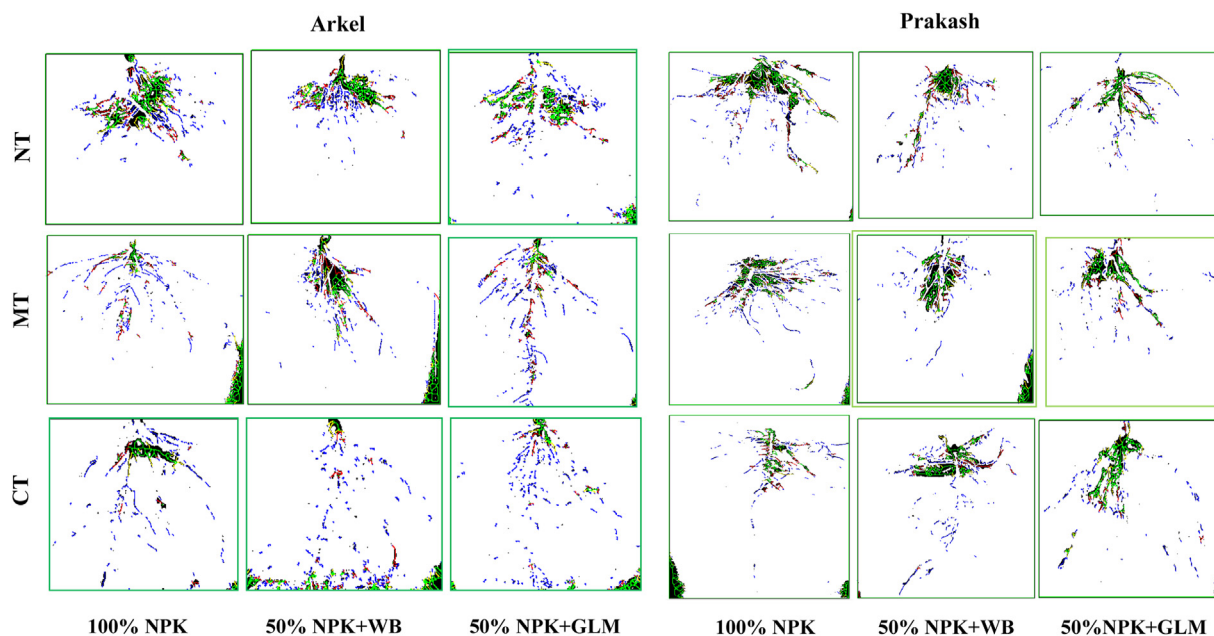 Arkel
Prakash
NT
MT
CT
100% NPK
50% NPK+WB
50% NPK+GLM
100% NPK
50% NPK+WB
50%NPK+GLM